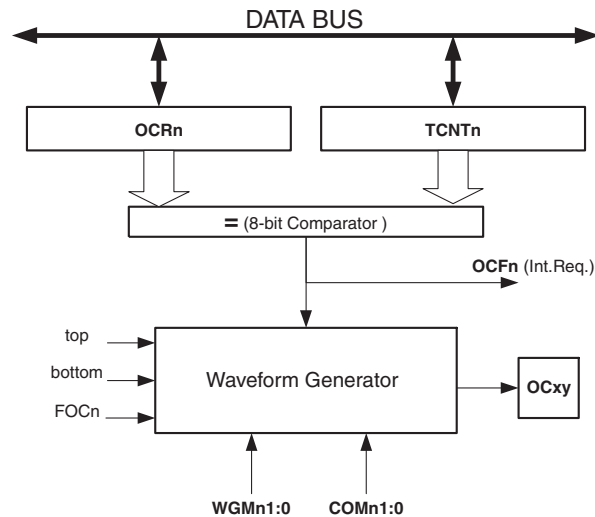 DATA BUS
OCRn
TCNTn
= (8-bit Comparator )
OCFn (Int.Req.)
top
bottom
FOCn
Waveform Generator
OCxy
WGMn1:0
COMn1:0